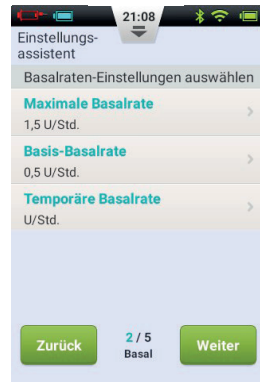 21:08
Einstellungs-
assistent
Basalraten-Einstellungen auswählen
Maximale Basalrate
1,5 U/Std.
Basis-Basalrate
0,5 U/Std.
Temporäre Basalrate
U/Std.
Zurück
2 / 5
Basal
Weiter